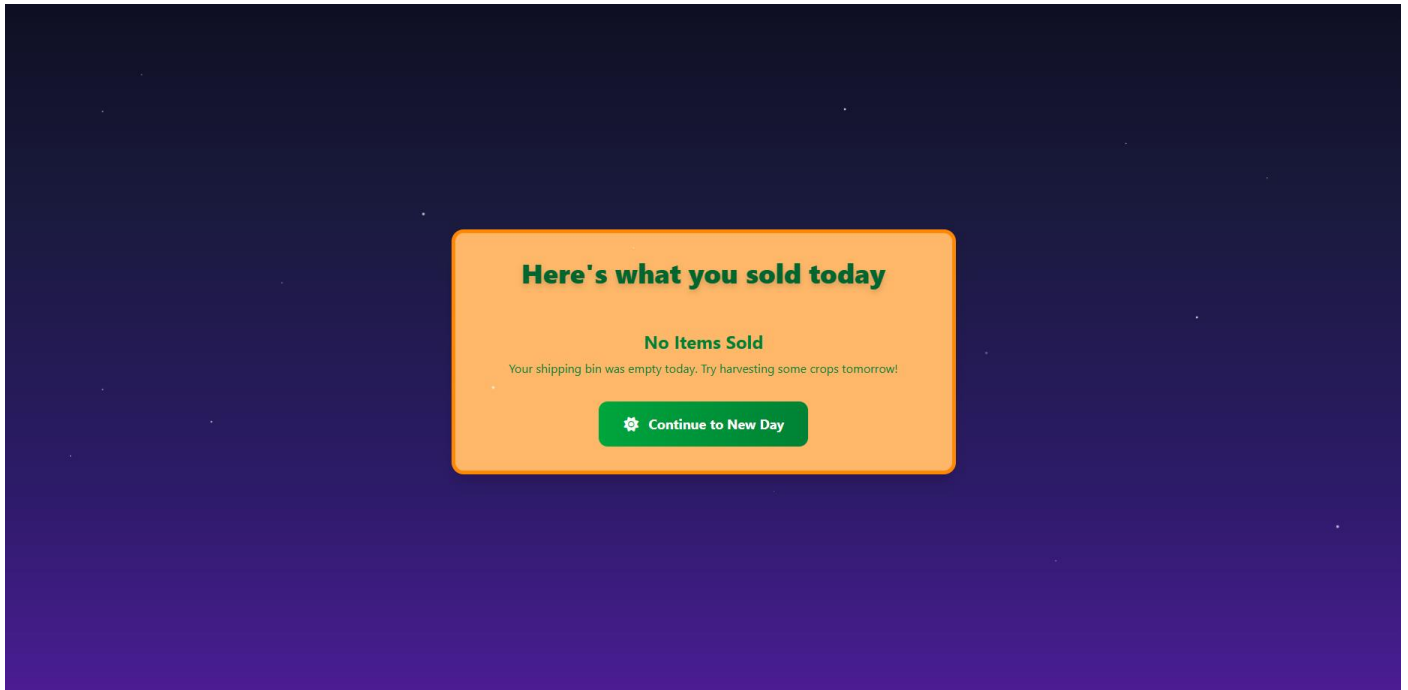 Here's what you sold today
No Items Sold
Your shipping bin was empty today. Try harvesting some crops tomorrow!
Continue to New Day